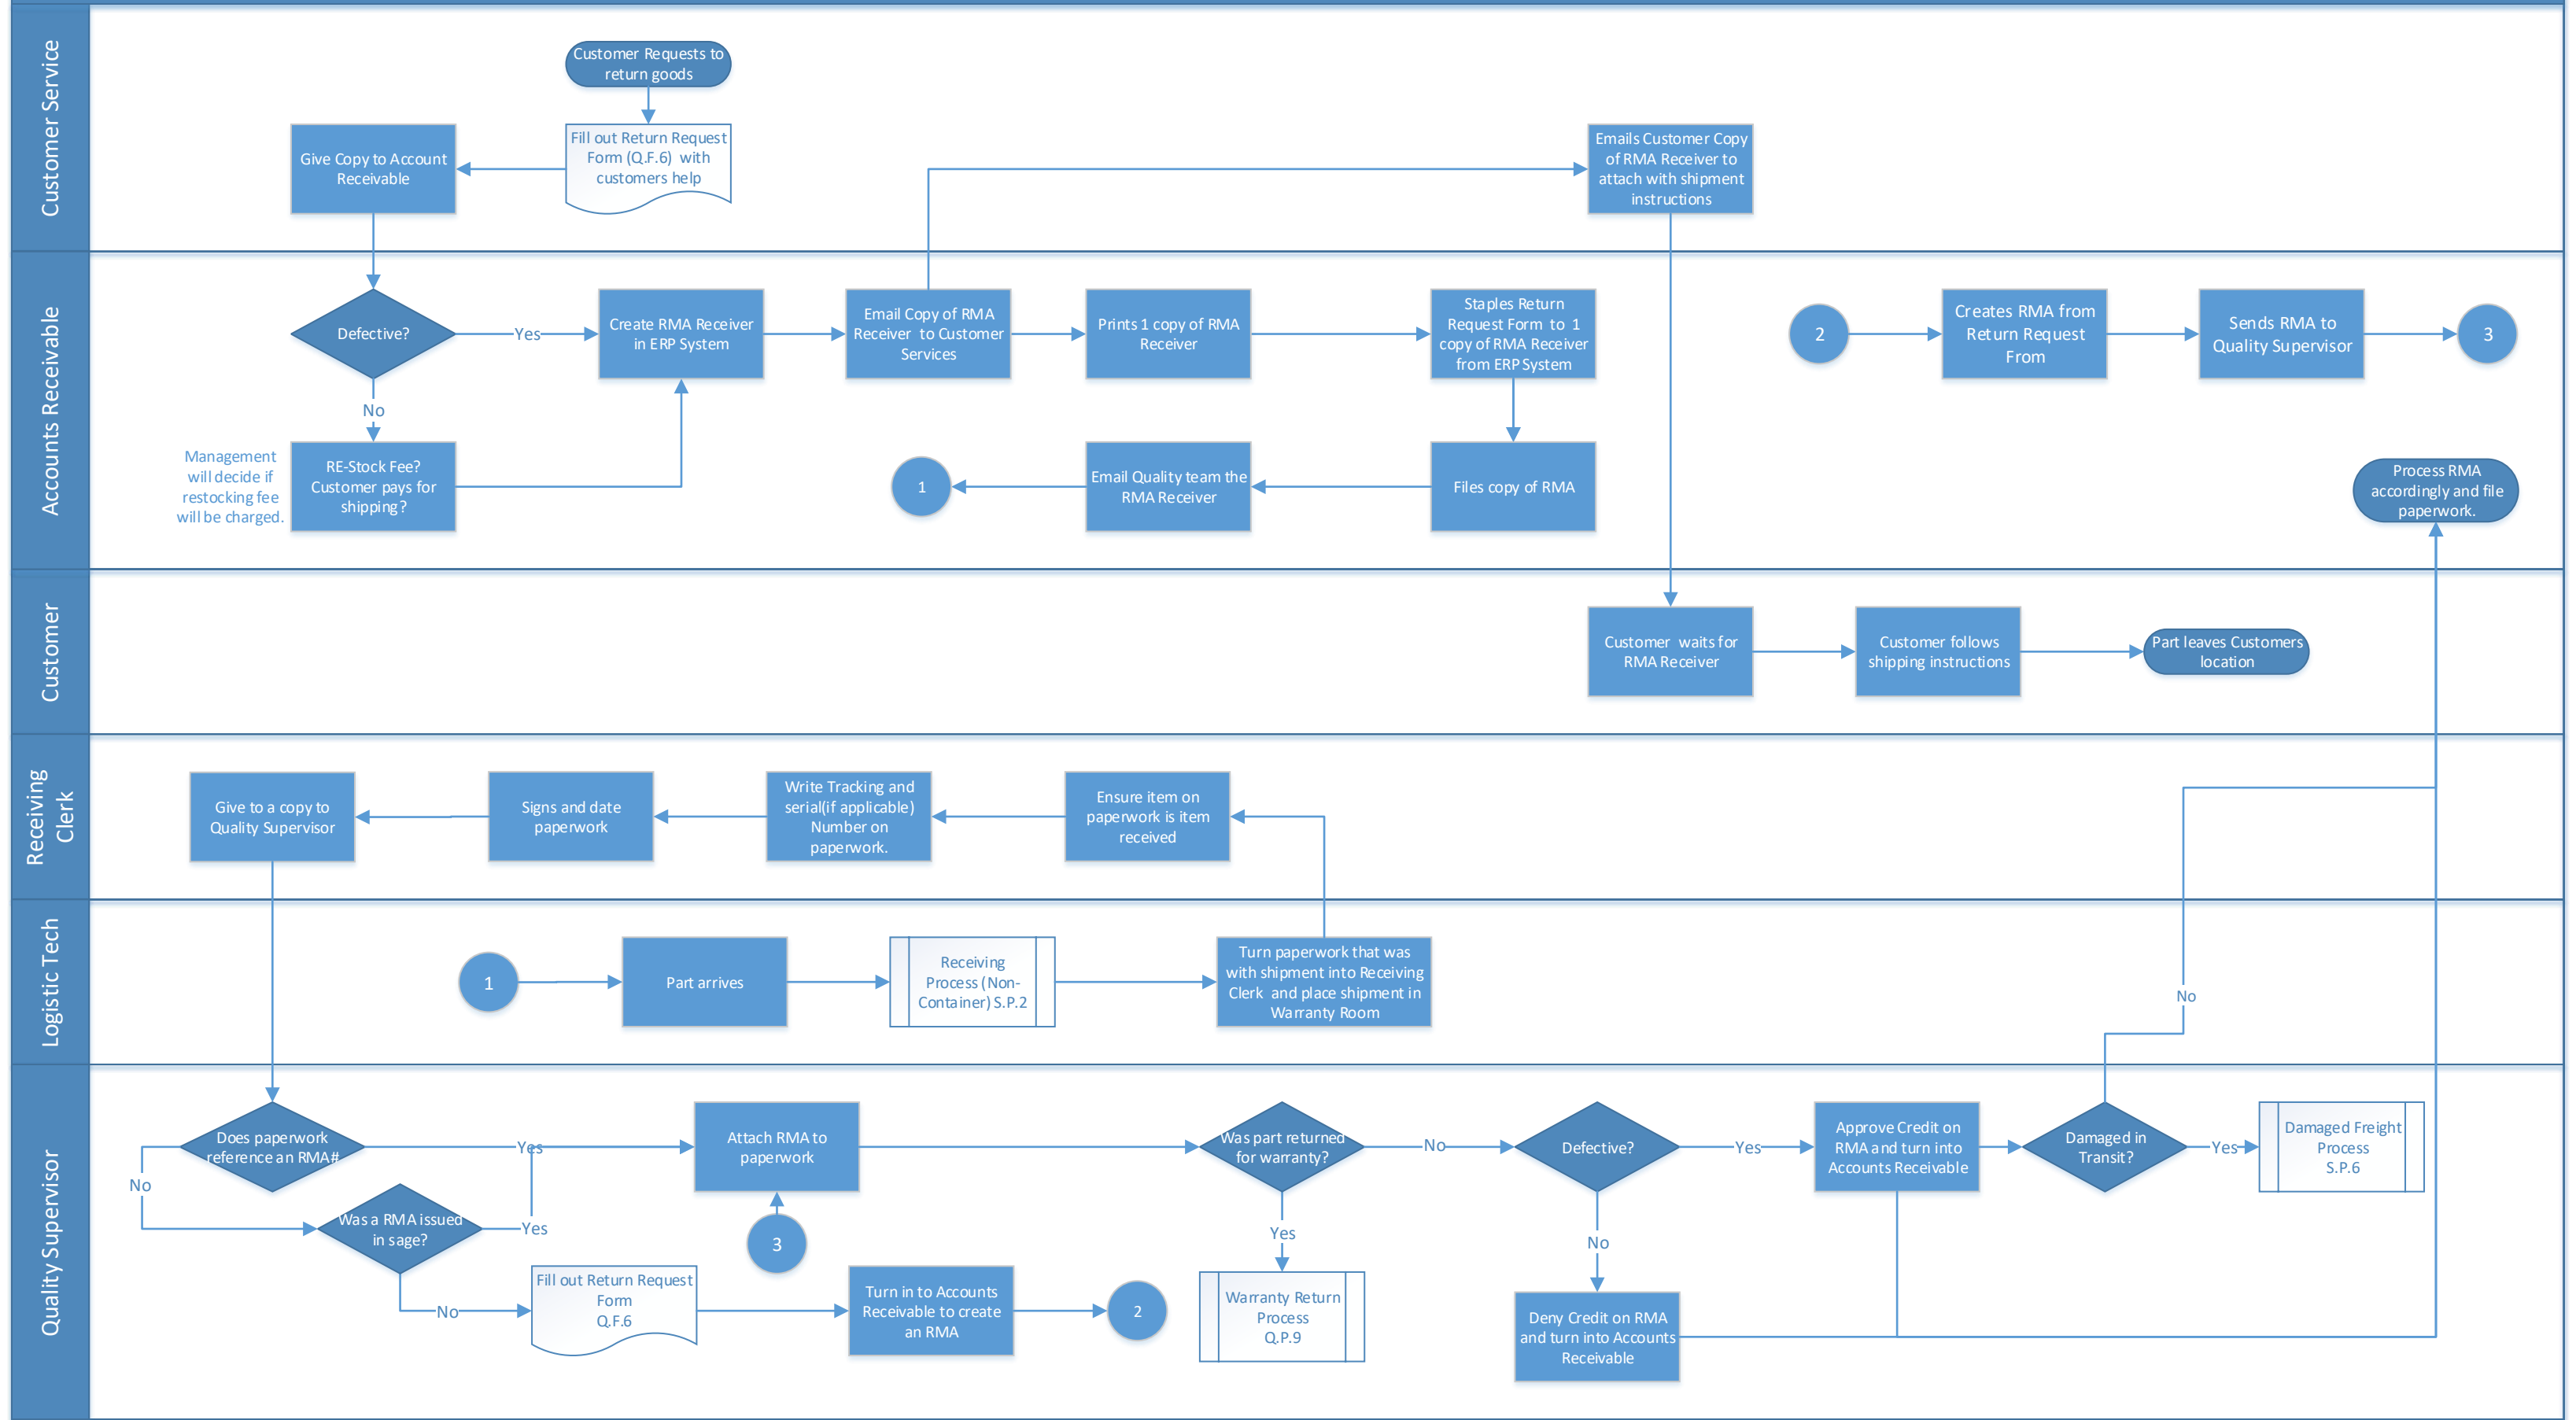 Customer Service
Customer Requests to
return goods
Give Copy to Account
Receivable
Fill out Return Request
Form (Q.F.6) with
customers help
Emails Customer Copy
of RMA Receiver to
attach with shipment
instructions
Accounts Receivable
Defective?
Yes
Create RMA Receiver
in ERP System
Email Copy of RMA
Receiver to Customer
Services
Prints 1 copy of RMA
Receiver
Staples Return
Request Form to 1
copy of RMA Receiver
from ERP System
2
Creates RMA from
Return Request
From
Sends RMA to
Quality Supervisor
3
No
Management
will decide if
restocking fee
will be charged.
RE-Stock Fee?
Customer pays for
shipping?
1
Email Quality team the
RMA Receiver
Files copy of RMA
Process RMA
accordingly and file
paperwork.
Customer
Customer waits for
RMA Receiver
Customer follows
shipping instructions
Part leaves Customers
location
Receiving
Clerk
Give to a copy to
Quality Supervisor
Signs and date
paperwork
Write Tracking and
serial(if applicable)
Number on
paperwork.
Ensure item on
paperwork is item
received
Logistic Tech
1
Part arrives
Receiving
Process (Non-
Container) S.P.2
Turn paperwork that was
with shipment into Receiving
Clerk and place shipment in
Warranty Room
No
Quality Supervisor
Does paperwork
reference an RMA#
Yes
Attach RMA to
paperwork
Was part returned
for warranty?
No
Defective?
Yes
Approve Credit on
RMA and turn into
Accounts Receivable
Damaged in
Transit?
Yes
Damaged Freight
Process
S.P.6
No
Was a RMA issued
in sage?
Yes
3
Yes
No
No
Fill out Return Request
Form
Q.F.6
Turn in to Accounts
Receivable to create
an RMA
2
Warranty Return
Process
Q.P.9
Deny Credit on RMA
and turn into Accounts
Receivable